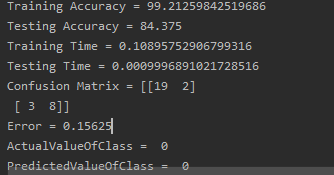 Training Accuracy = 99.21259842519686
Testing Accuracy = 84.375
Training Time = 0.10895752906799316
Testing Time = 0.0009996891021728516
Confusion Matrix = [[19  2]
 [ 3  8]]
Error = 0.15625
ActualValueOfClass =  0
PredictedValueOfClass =  0